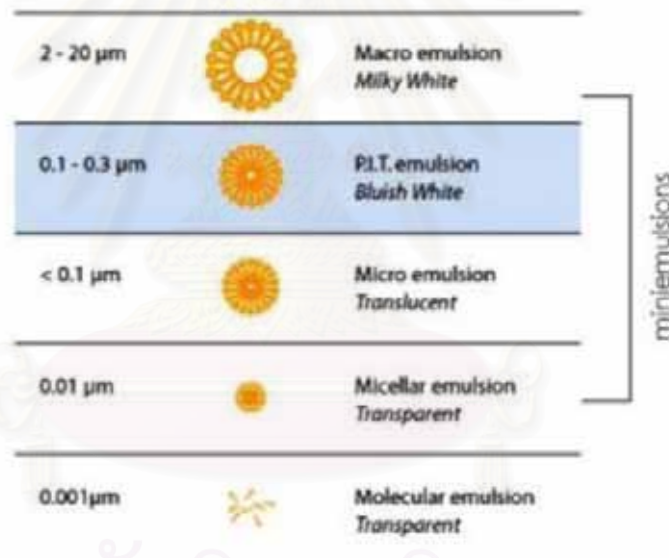 2 - 20 µm
Macro emulsion
Milky White
0.1 - 0.3 µm
P.I.T. emulsion
Bluish White
< 0.1 µm
Micro emulsion
Translucent
0.01 µm
Micellar emulsion
Transparent
0.001µm
Molecular emulsion
Transparent
miniemulsions